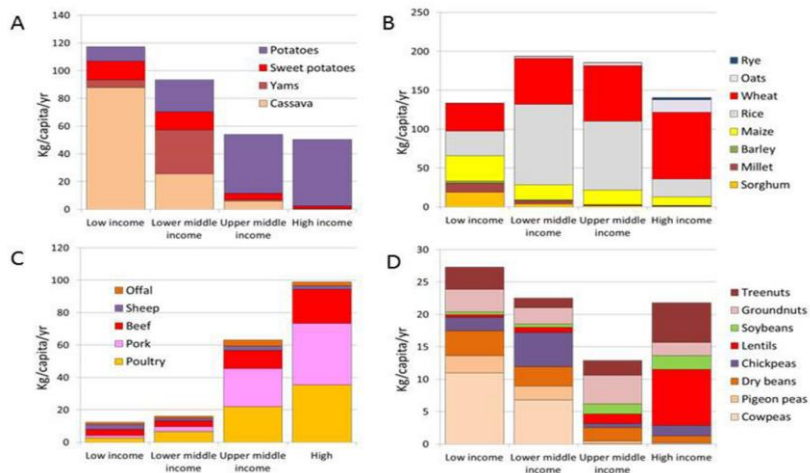 A
Kg/capita/yr
140
120
100
80
60
40
20
0
Potatoes
Sweet potatoes
Yams
Cassava
Low income
Lower middle
income
Upper middle
income
High income
B
Kg/capita/yr
250
200
150
100
50
0
Rye
Oats
Wheat
Rice
Maize
Barley
Millet
Sorghum
Low income
Lower middle
income
Upper middle
income
High income
C
Kg/capita/yr
120
100
80
60
40
20
0
Offal
Sheep
Beef
Pork
Poultry
Low income
Lower middle
income
Upper middle
income
High
D
Kg/capita/yr
30
25
20
15
10
5
0
Treenuts
Groundnuts
Soybeans
Lentils
Chickpeas
Dry beans
Pigeon peas
Cowpeas
Low income
Lower middle
income
Upper middle
income
High income